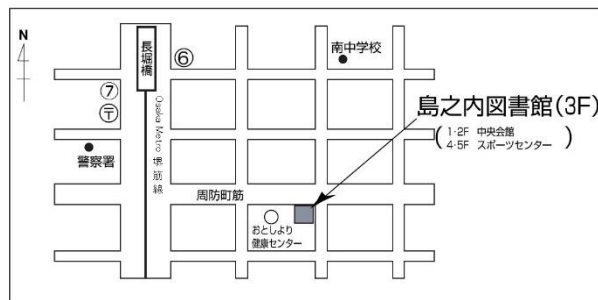 N
長堀橋
⑥
南中学校
⑦
〒
Osaka Metro 堺筋線
警察署
島之内図書館(3F)
(1・2F 中央会館
4・5F スポーツセンター)
周防町筋
おとしより
健康センター